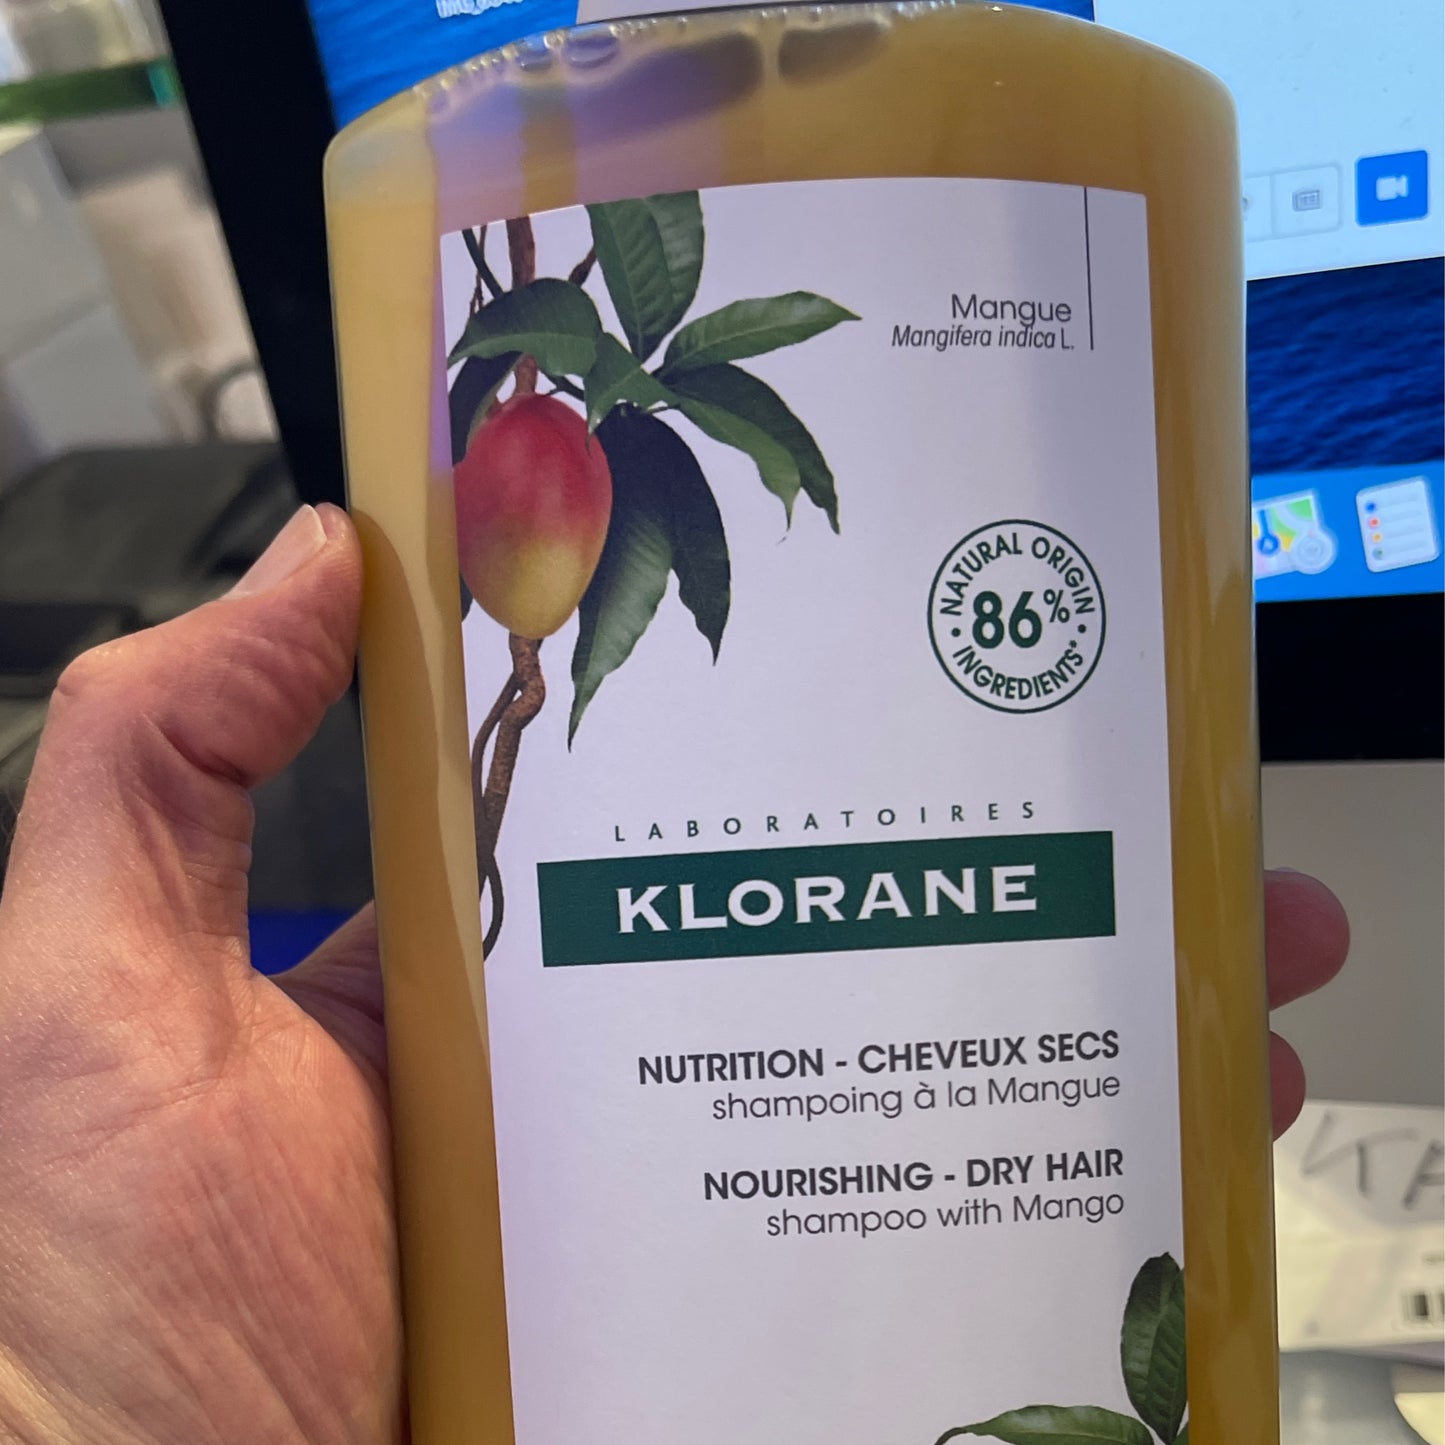 Mangue
Mangifera indica L.
NATURAL ORIGIN
86%
INGREDIENTS*
LABORATOIRES
KLORANE
NUTRITION - CHEVEUX SECS
shampoing à la Mangue
NOURISHING - DRY HAIR
shampoo with Mango